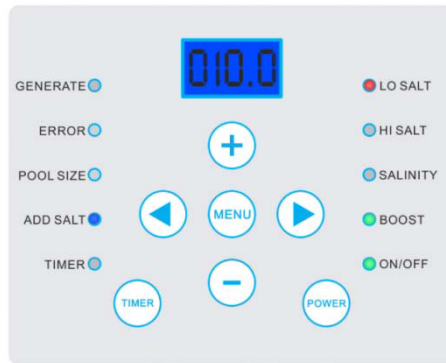 010.0
GENERATE
LO SALT
ERROR
HI SALT
+
POOL SIZE
SALINITY
MENU
ADD SALT
BOOST
TIMER
ON/OFF
−
TIMER
POWER